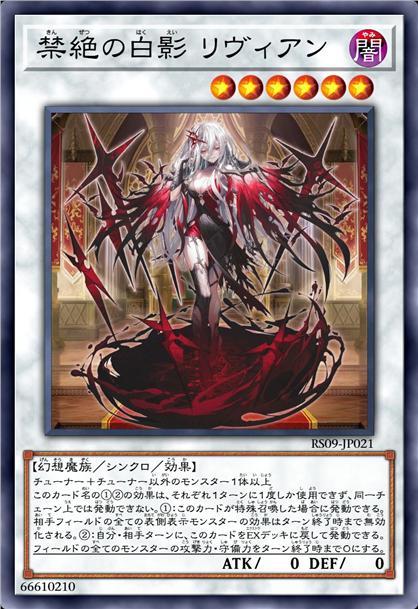 禁絶の白影 リヴィアン
闇
RS09-JP021
【幻想魔族／シンクロ／効果】
チューナー＋チューナー以外のモンスター1体以上
このカード名の①②の効果は、それぞれ1ターンに1度しか使用できず、同一チェーン上では発動できない。①：このカードが特殊召喚した場合に発動できる。
相手フィールドの全ての表側表示モンスターの効果はターン終了時まで無効
化される。②：自分・相手ターンに、このカードをEXデッキに戻して発動できる。
フィールドの全てのモンスターの攻撃力・守備力をターン終了時まで０にする。
ATK/ 0 DEF/ 0
66610210